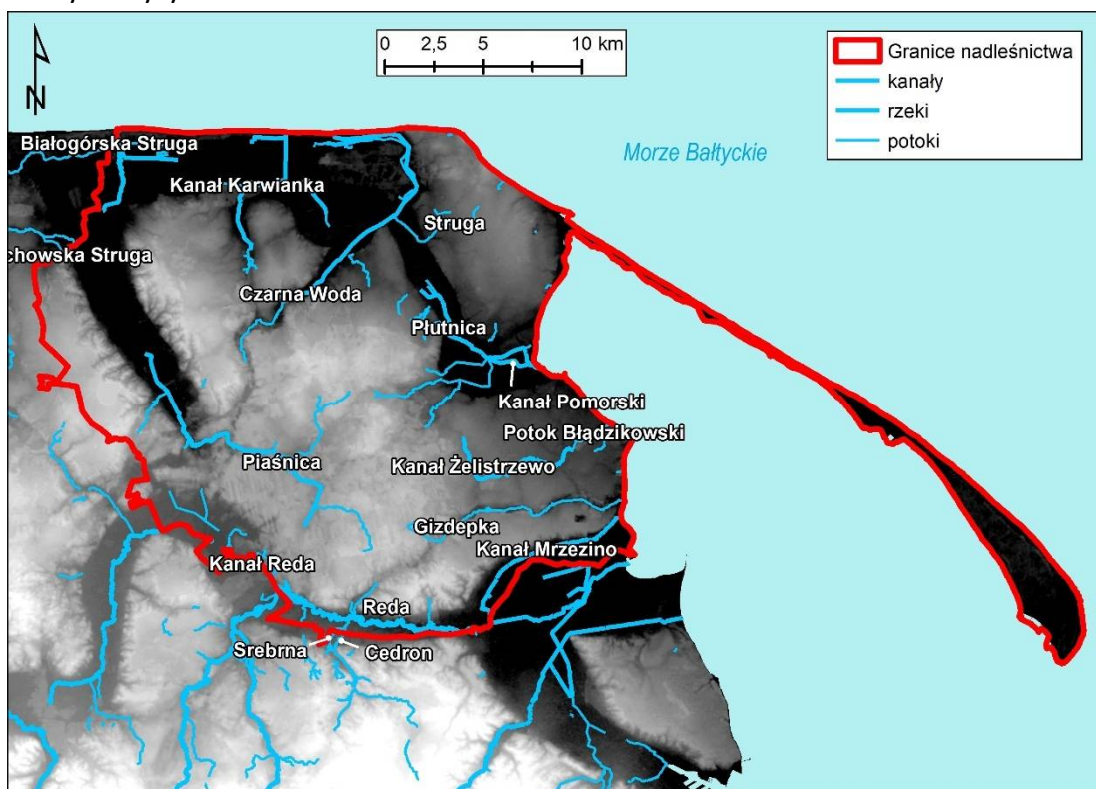 0 2,5 5 10 km
N
Granice nadleśnictwa
kanały
rzeki
potoki
Morze Bałtyckie
Białogórska Struga
Kanał Karwianka
Struga
chowska Struga
Czarna Woda
Płutnica
Kanał Pomorski
Potok Błądzikowski
Piaśnica
Kanał Żelistrzewo
Gizdepka
Kanał Mrzezino
Kanał Reda
Reda
Srebrna
Cedron